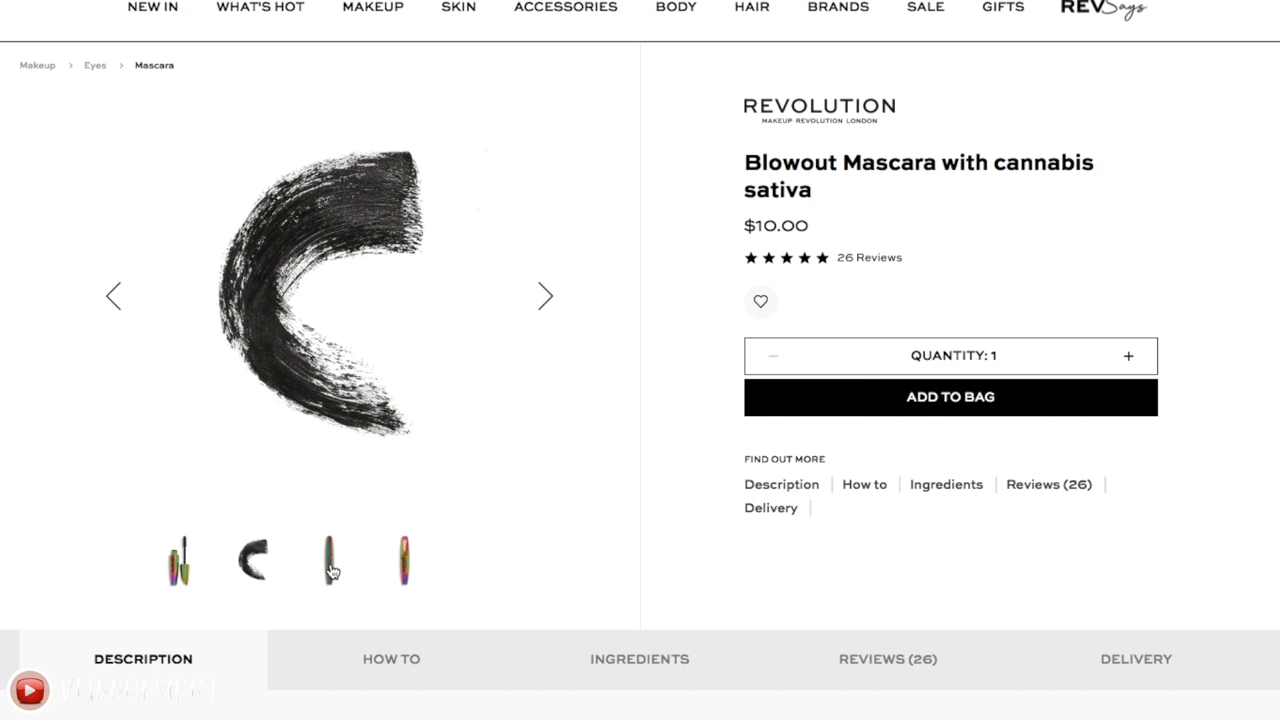 NEW IN WHAT'S HOT MAKEUP SKIN ACCESSORIES BODY HAIR BRANDS SALE GIFTS REVSays
Makeup > Eyes > Mascara
REVOLUTION
MAKEUP REVOLUTION LONDON
Blowout Mascara with cannabis
sativa
$10.00
26 Reviews
QUANTITY: 1
ADD TO BAG
FIND OUT MORE
Description How to Ingredients Reviews (26)
Delivery
DESCRIPTION HOW TO INGREDIENTS REVIEWS (26) DELIVERY